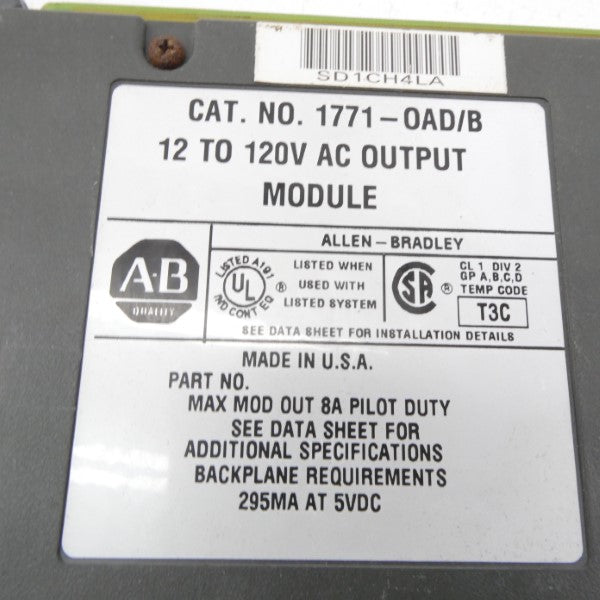 SD1CH4LA
CAT. NO. 1771-OAD/B
12 TO 120V AC OUTPUT
MODULE
ALLEN-BRADLEY
A-B
QUALITY
LISTED A191
UL
IND CONT EQ
®
LISTED WHEN
USED WITH
LISTED SYSTEM
SA
®
CL 1 DIV 2
GP A,B,C,D
TEMP CODE
T3C
SEE DATA SHEET FOR INSTALLATION DETAILS
MADE IN U.S.A.
PART NO.
MAX MOD OUT 8A PILOT DUTY
SEE DATA SHEET FOR
ADDITIONAL SPECIFICATIONS
BACKPLANE REQUIREMENTS
295MA AT 5VDC